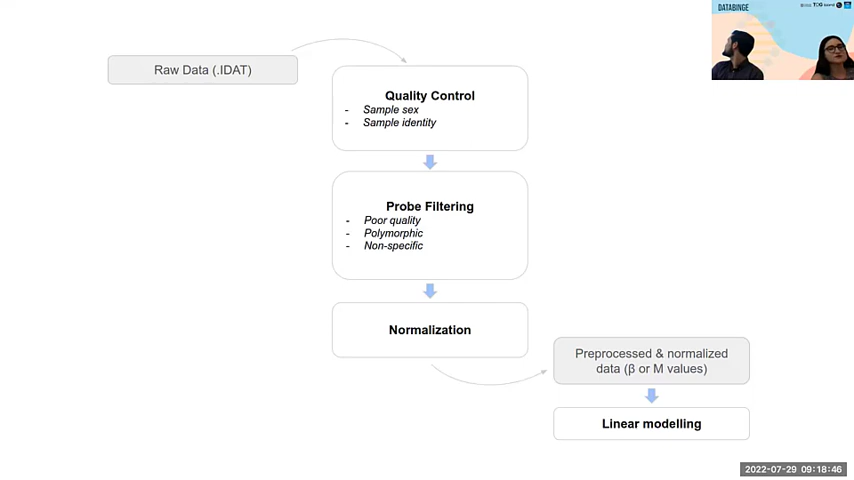 DATABINGE
Raw Data (.IDAT)
Quality Control
- Sample sex
- Sample identity
Probe Filtering
- Poor quality
- Polymorphic
- Non-specific
Normalization
Preprocessed & normalized
data (β or M values)
Linear modelling
2022-07-29 09:18:46